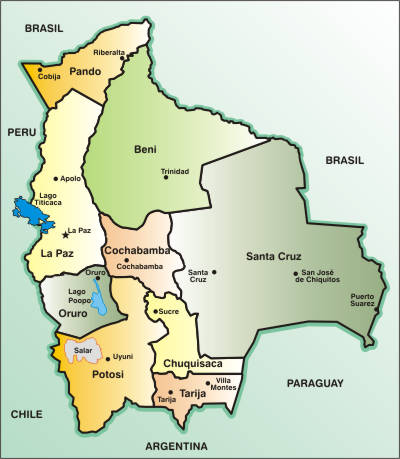 BRASIL
Riberalta
Cobija
Pando
PERU
Beni
BRASIL
Apolo
Trinidad
Lago
Titicaca
La Paz
La Paz
Cochabamba
Cochabamba
Santa Cruz
Santa
Cruz
San José
de Chiquitos
Oruro
Lago
Poopo
Oruro
Puerto
Suarez
Sucre
Salar
Uyuni
Potosi
Chuquisaca
PARAGUAY
Villa
Montes
Tarija
Tarija
CHILE
ARGENTINA